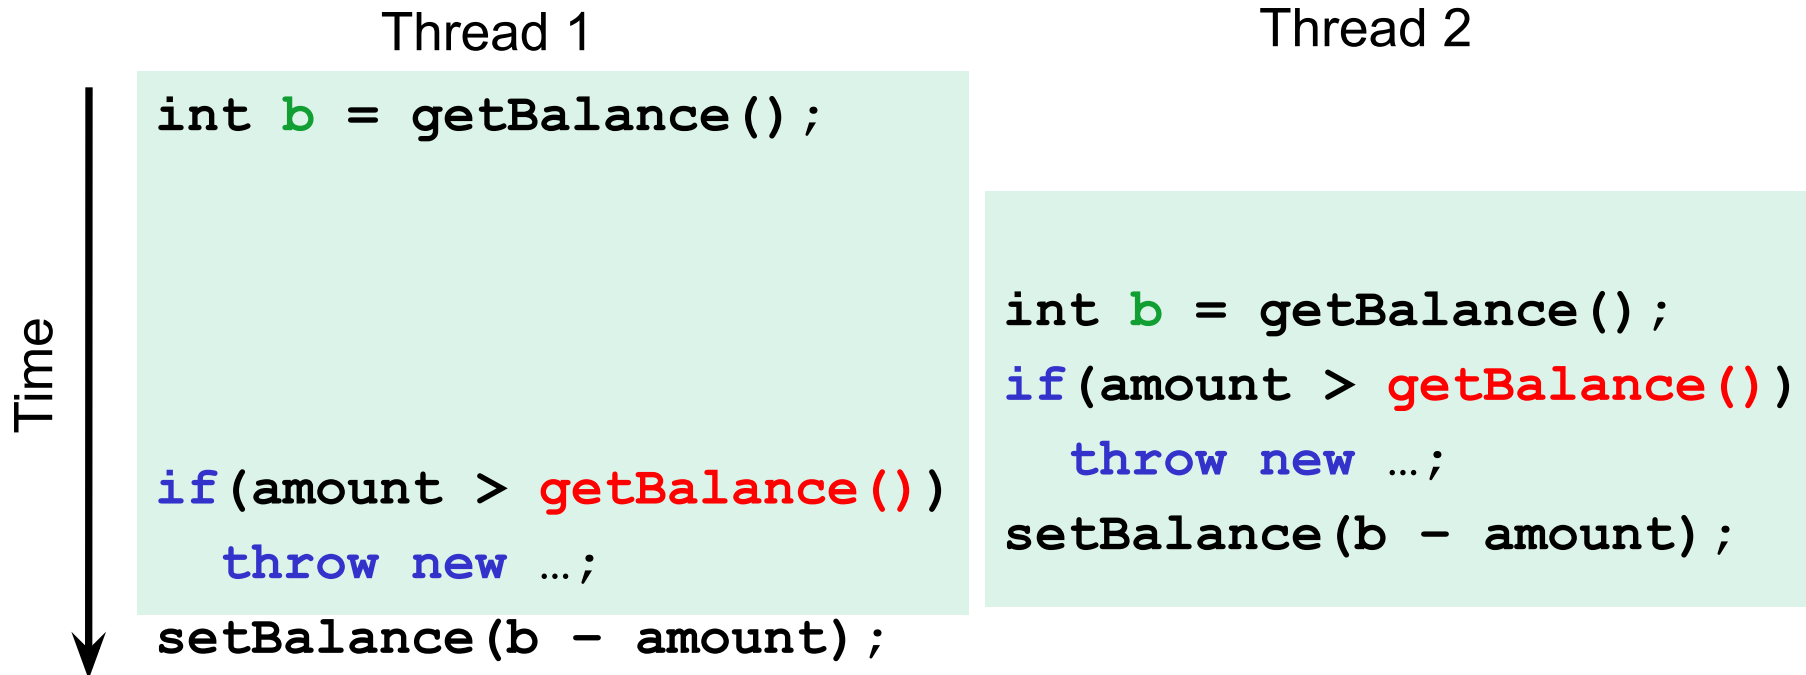 Thread 1
Thread 2
Time
int b = getBalance();
if(amount > getBalance())
throw new …;
setBalance(b – amount);
int b = getBalance();
if(amount > getBalance())
throw new …;
setBalance(b – amount);